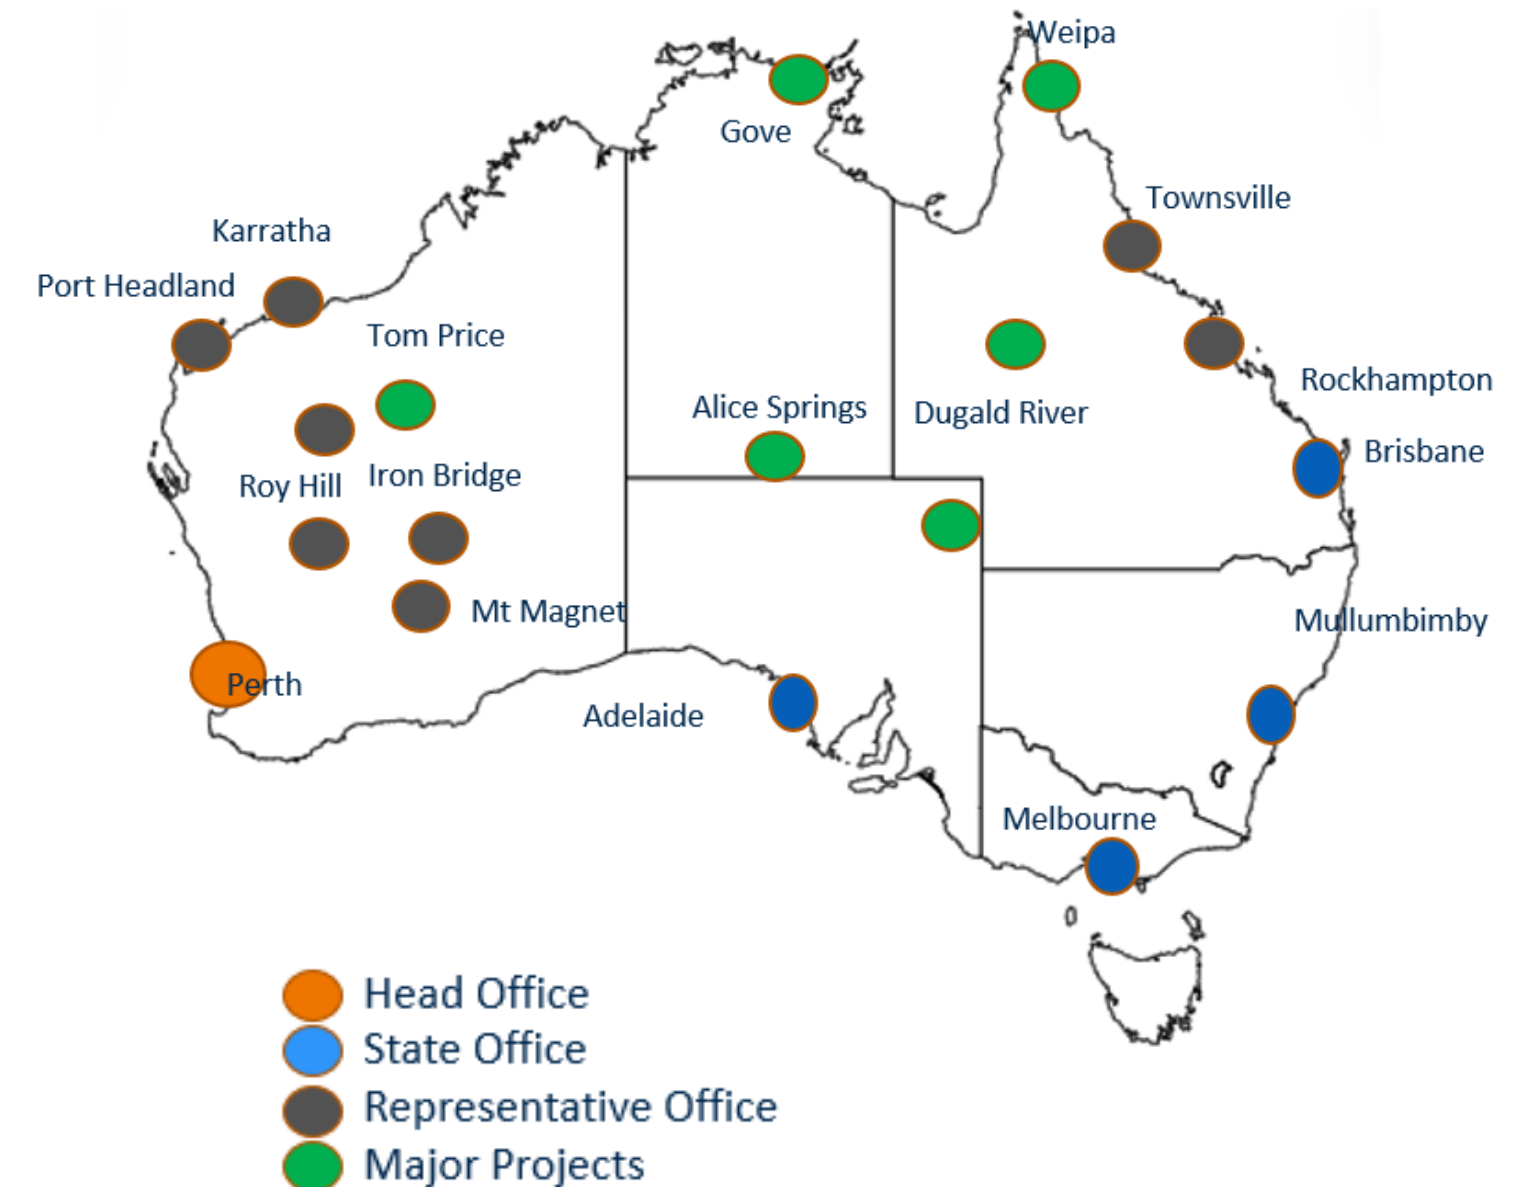 Weipa
Gove
Townsville
Karratha
Port Headland
Tom Price
Rockhampton
Alice Springs
Dugald River
Brisbane
Iron Bridge
Roy Hill
Mt Magnet
Mullumbimby
Perth
Adelaide
Melbourne
Head Office
State Office
Representative Office
Major Projects